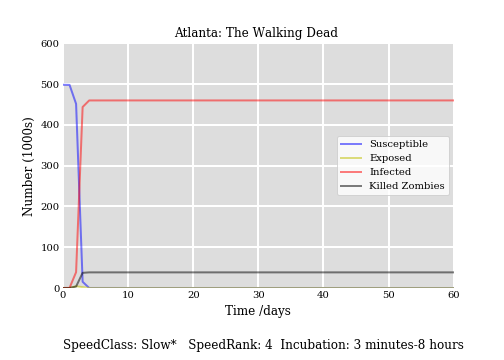 Atlanta: The Walking Dead
600
500
400
300
200
100
0
Number (1000s)
Susceptible
Exposed
Infected
Killed Zombies
0 10 20 30 40 50 60
Time /days
SpeedClass: Slow* SpeedRank: 4 Incubation: 3 minutes-8 hours